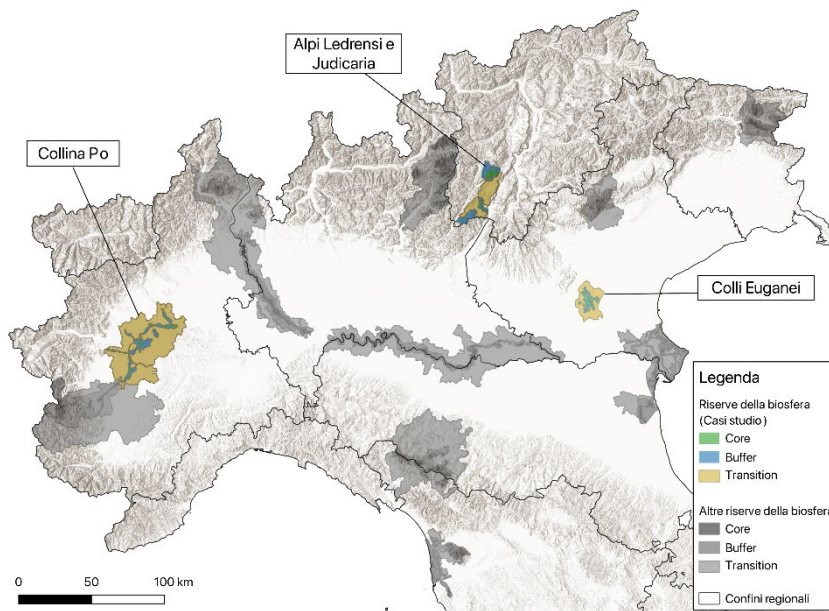 Alpi Ledrensi e
Judicaria
Collina Po
Colli Euganei
Legenda
Riserve della biosfera
(Casi studio)
Core
Buffer
Transition
Altre riserve della biosfera
Core
Buffer
Transition
Confini regionali
0 50 100 km